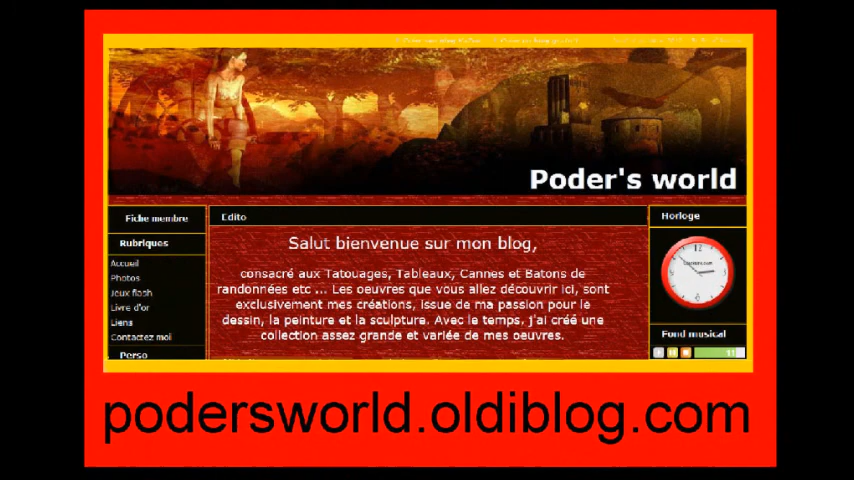 Poder's world
Fiche membre
Rubriques
Accueil
Photos
Jeux flash
Livre d'or
Liens
Contactez moi
Perso
Edito
Salut bienvenue sur mon blog,
consacré aux Tatouages, Tableaux, Cannes et Batons de
randonnées etc ... Les oeuvres que vous allez découvrir ici, sont
exclusivement mes créations, issue de ma passion pour le
dessin, la peinture et la sculpture. Avec le temps, j'ai créé une
collection assez grande et variée de mes oeuvres.
Horloge
Fond musical
podersworld.oldiblog.com